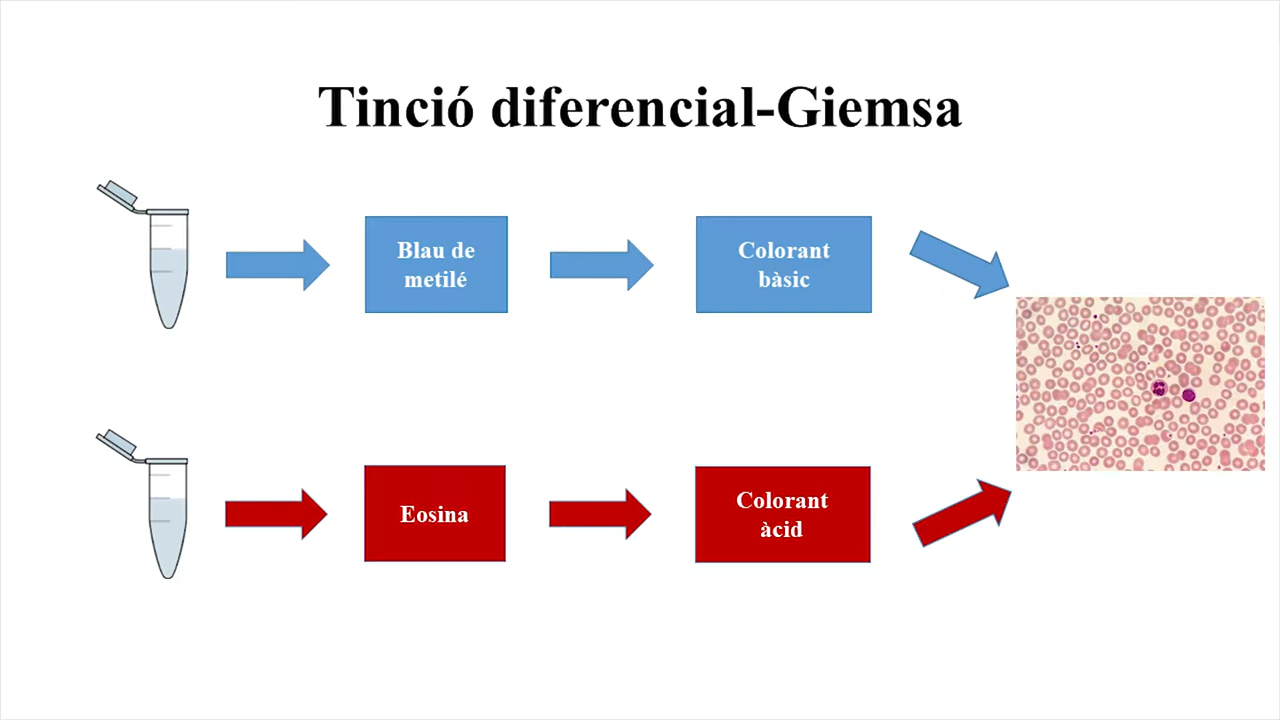 Tinció diferencial-Giemsa
Blau de
metilé
Colorant
bàsic
Eosina
Colorant
àcid